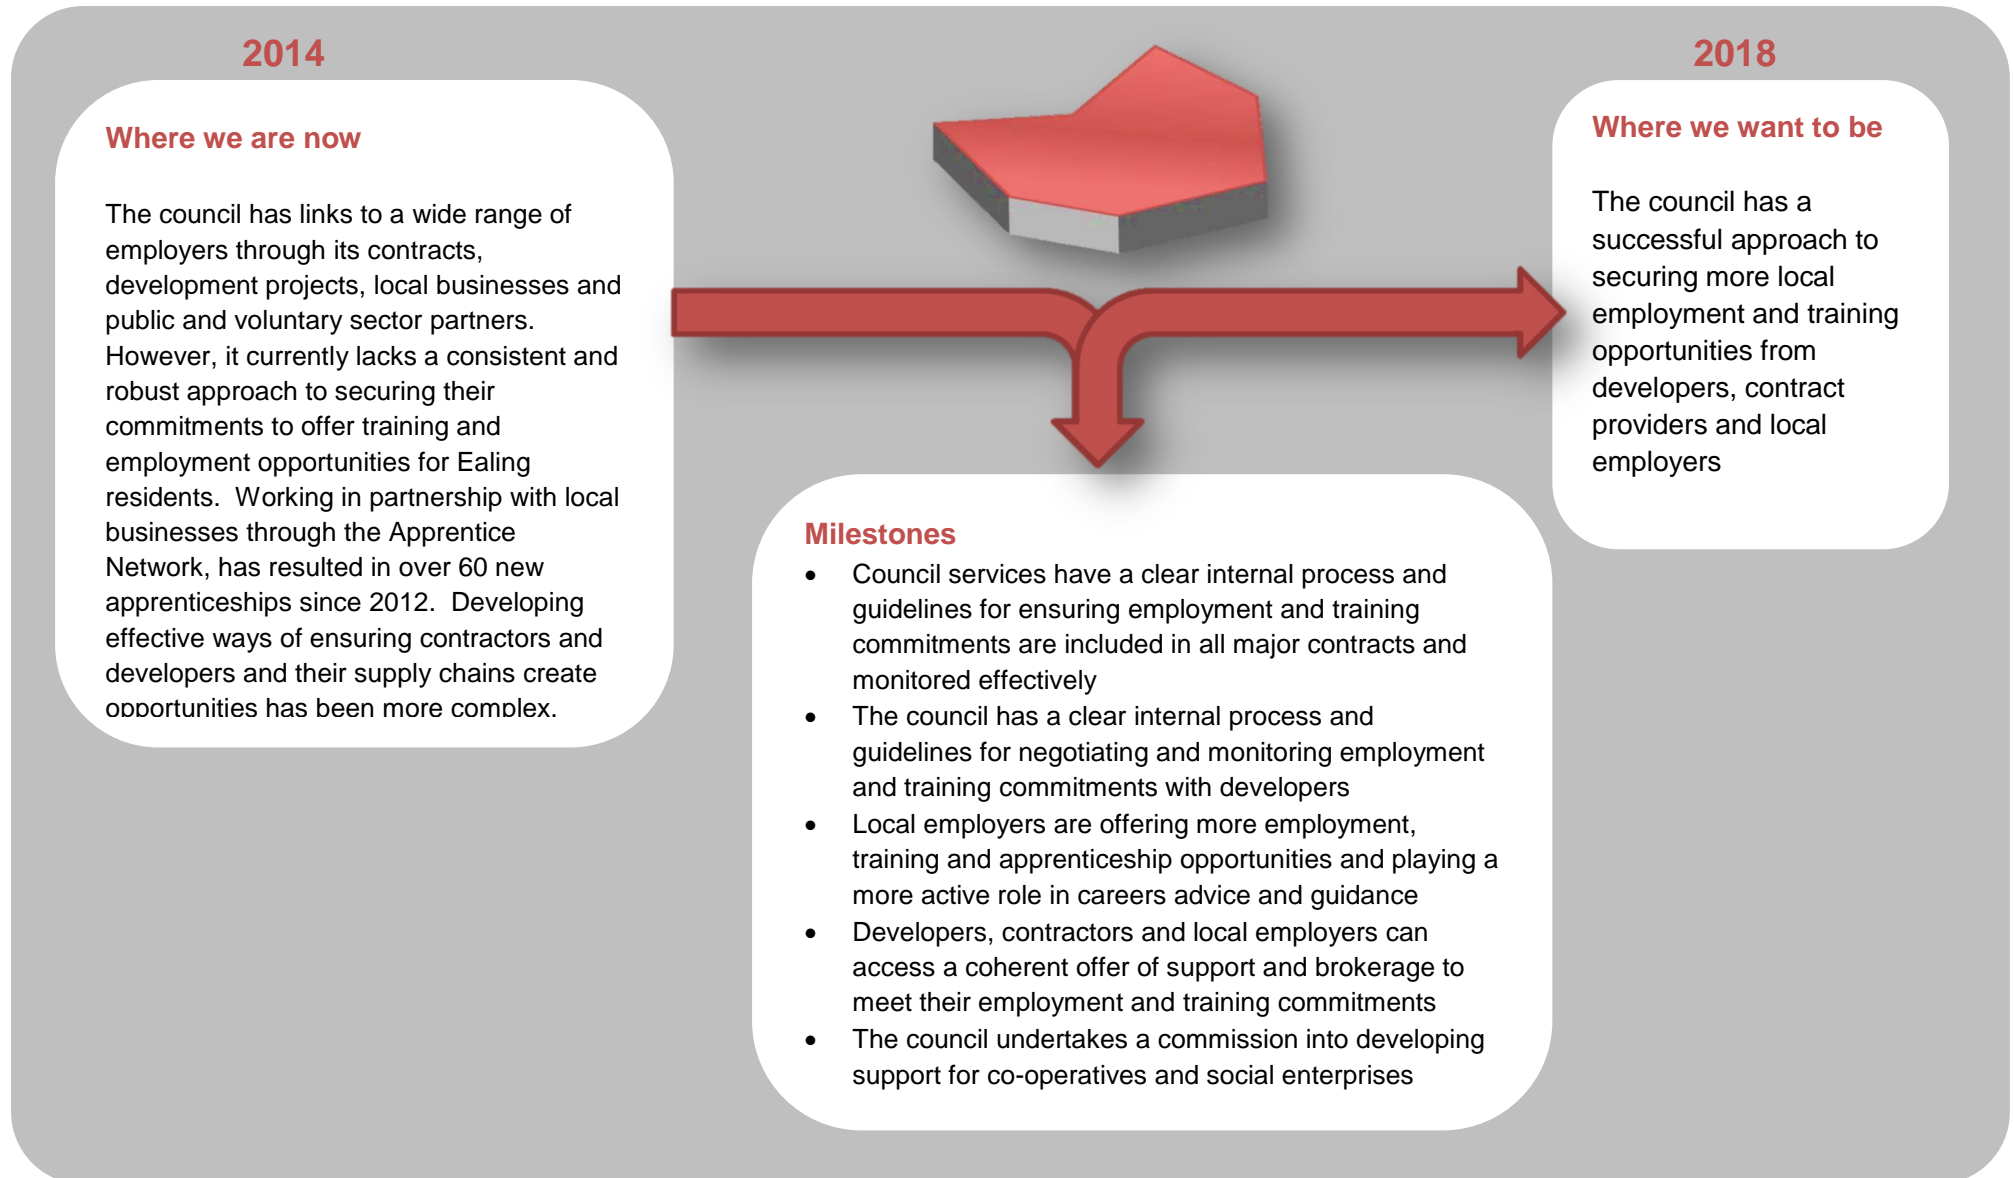 2014
Where we are now
The council has links to a wide range of
employers through its contracts,
development projects, local businesses and
public and voluntary sector partners.
However, it currently lacks a consistent and
robust approach to securing their
commitments to offer training and
employment opportunities for Ealing
residents.  Working in partnership with local
businesses through the Apprentice
Network, has resulted in over 60 new
apprenticeships since 2012.  Developing
effective ways of ensuring contractors and
developers and their supply chains create
opportunities has been more complex.
Milestones
• Council services have a clear internal process and
guidelines for ensuring employment and training
commitments are included in all major contracts and
monitored effectively
• The council has a clear internal process and
guidelines for negotiating and monitoring employment
and training commitments with developers
• Local employers are offering more employment,
training and apprenticeship opportunities and playing a
more active role in careers advice and guidance
• Developers, contractors and local employers can
access a coherent offer of support and brokerage to
meet their employment and training commitments
• The council undertakes a commission into developing
support for co-operatives and social enterprises
2018
Where we want to be
The council has a
successful approach to
securing more local
employment and training
opportunities from
developers, contract
providers and local
employers